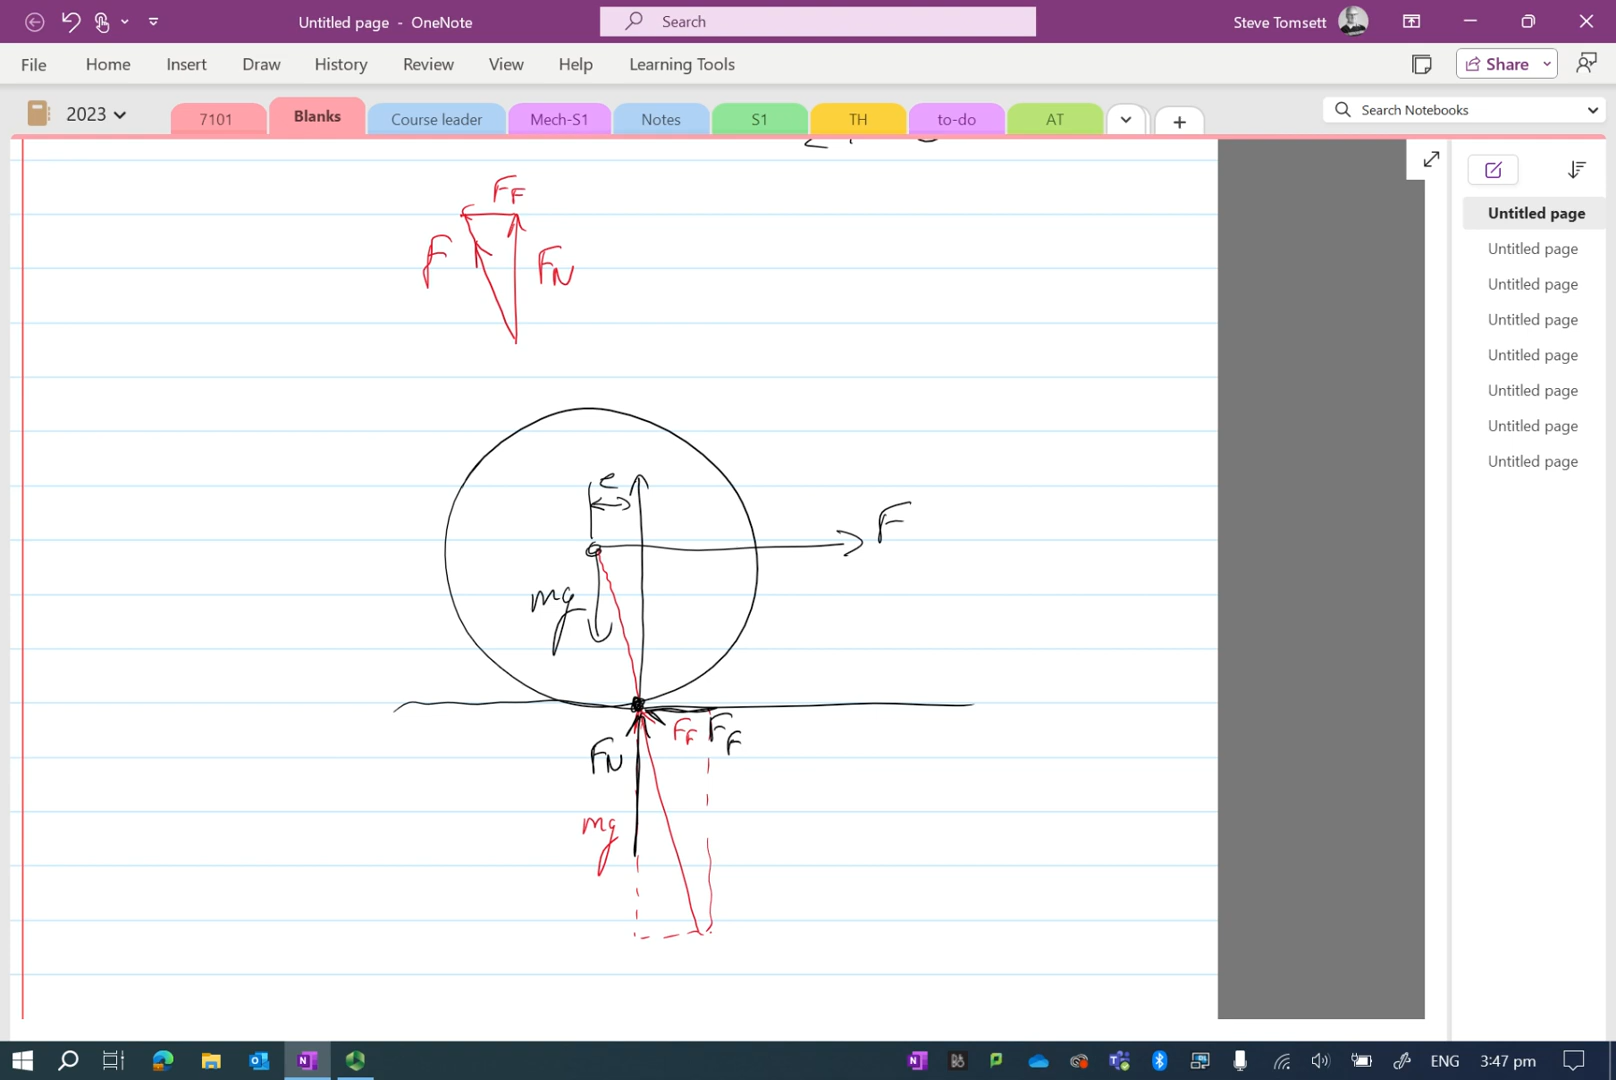 Untitled page - OneNote
Search
Steve Tomsett
File Home Insert Draw History Review View Help Learning Tools
Share
2023
7101 Blanks Course leader Mech-S1 Notes S1 TH to-do AT
Search Notebooks
Untitled page
Untitled page
Untitled page
Untitled page
Untitled page
Untitled page
Untitled page
Untitled page
FF
F
FN
e
F
mg
FN
FF
FF
mg
ENG
3:47 pm